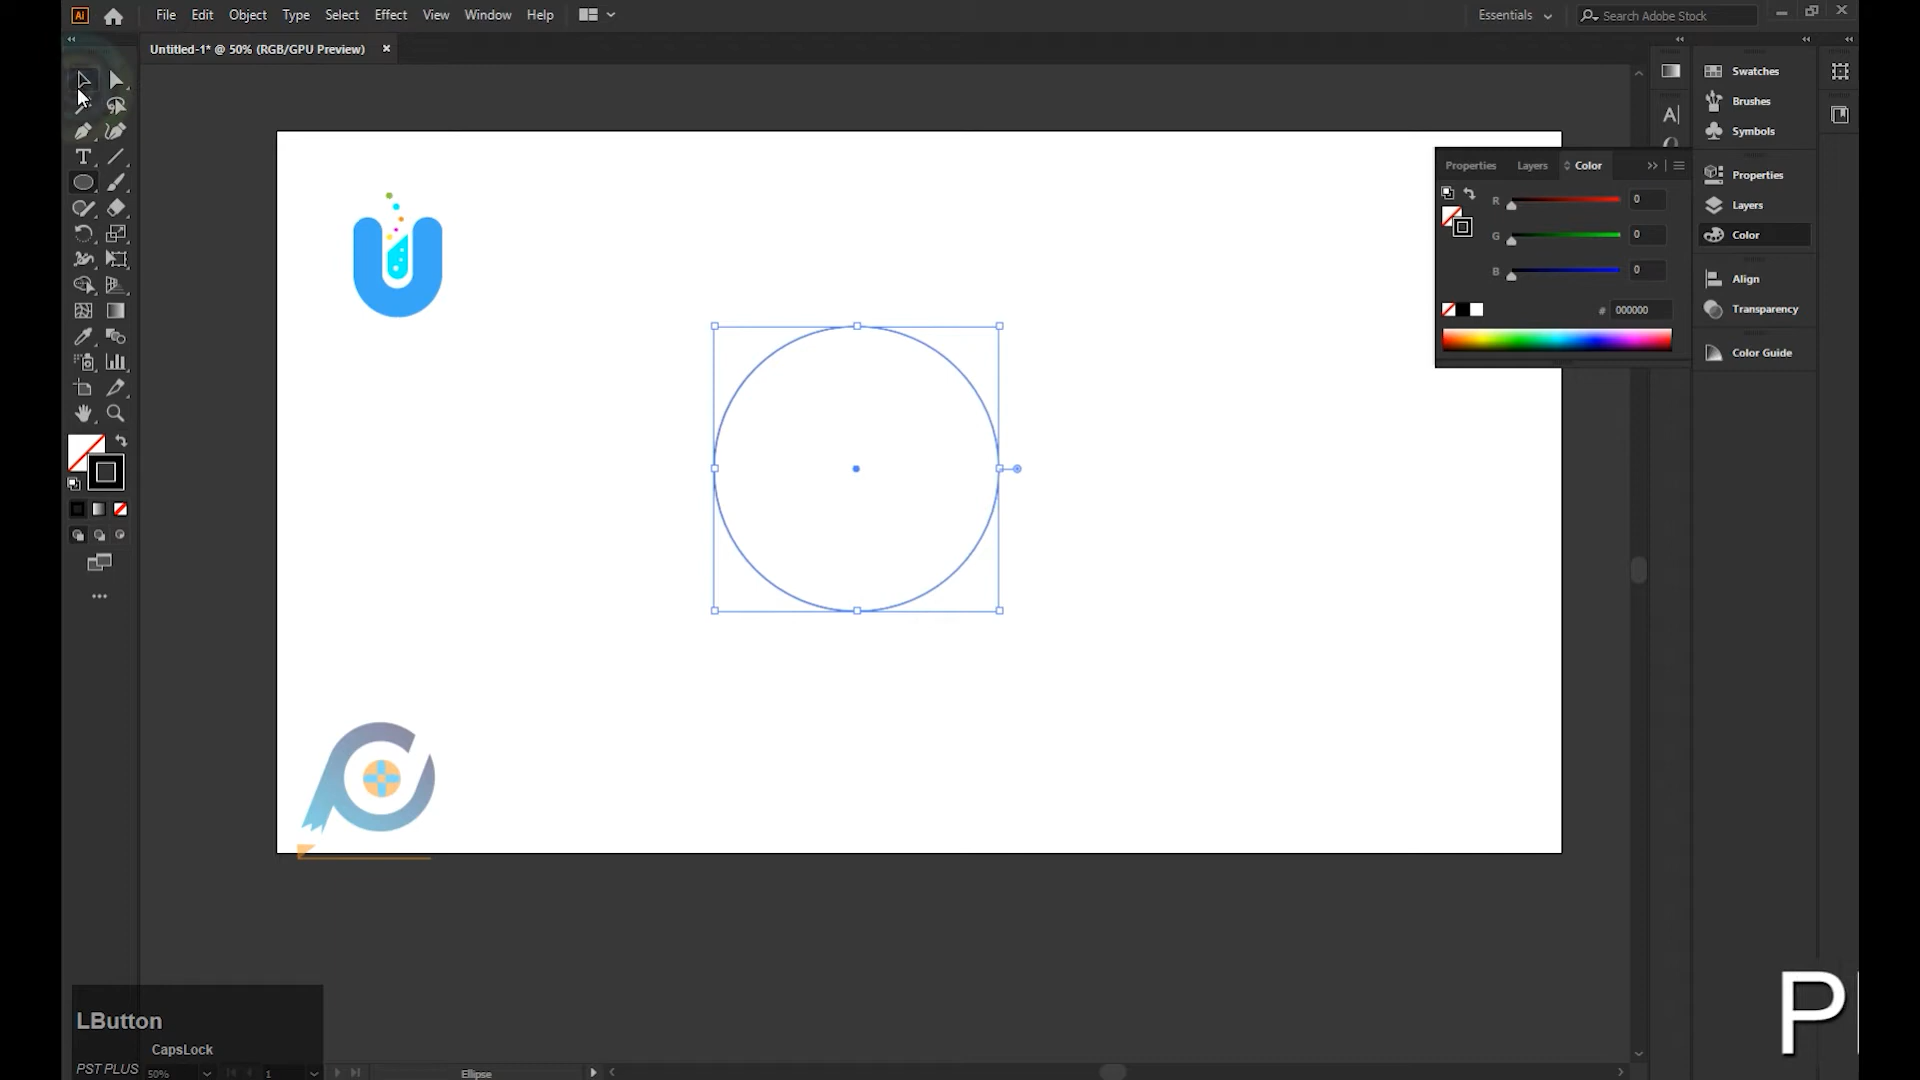 File Edit Object Type Select Effect View Window Help Essentials Search Adobe Stock
Untitled-1* @ 50% (RGB/GPU Preview)
Swatches
Brushes
Symbols
Properties
Layers
Color
Align
Transparency
Color Guide
Properties Layers Color
R 0
G 0
B 0
# 000000
LButton
CapsLock
PST PLUS 50% 1 Ellipse
P